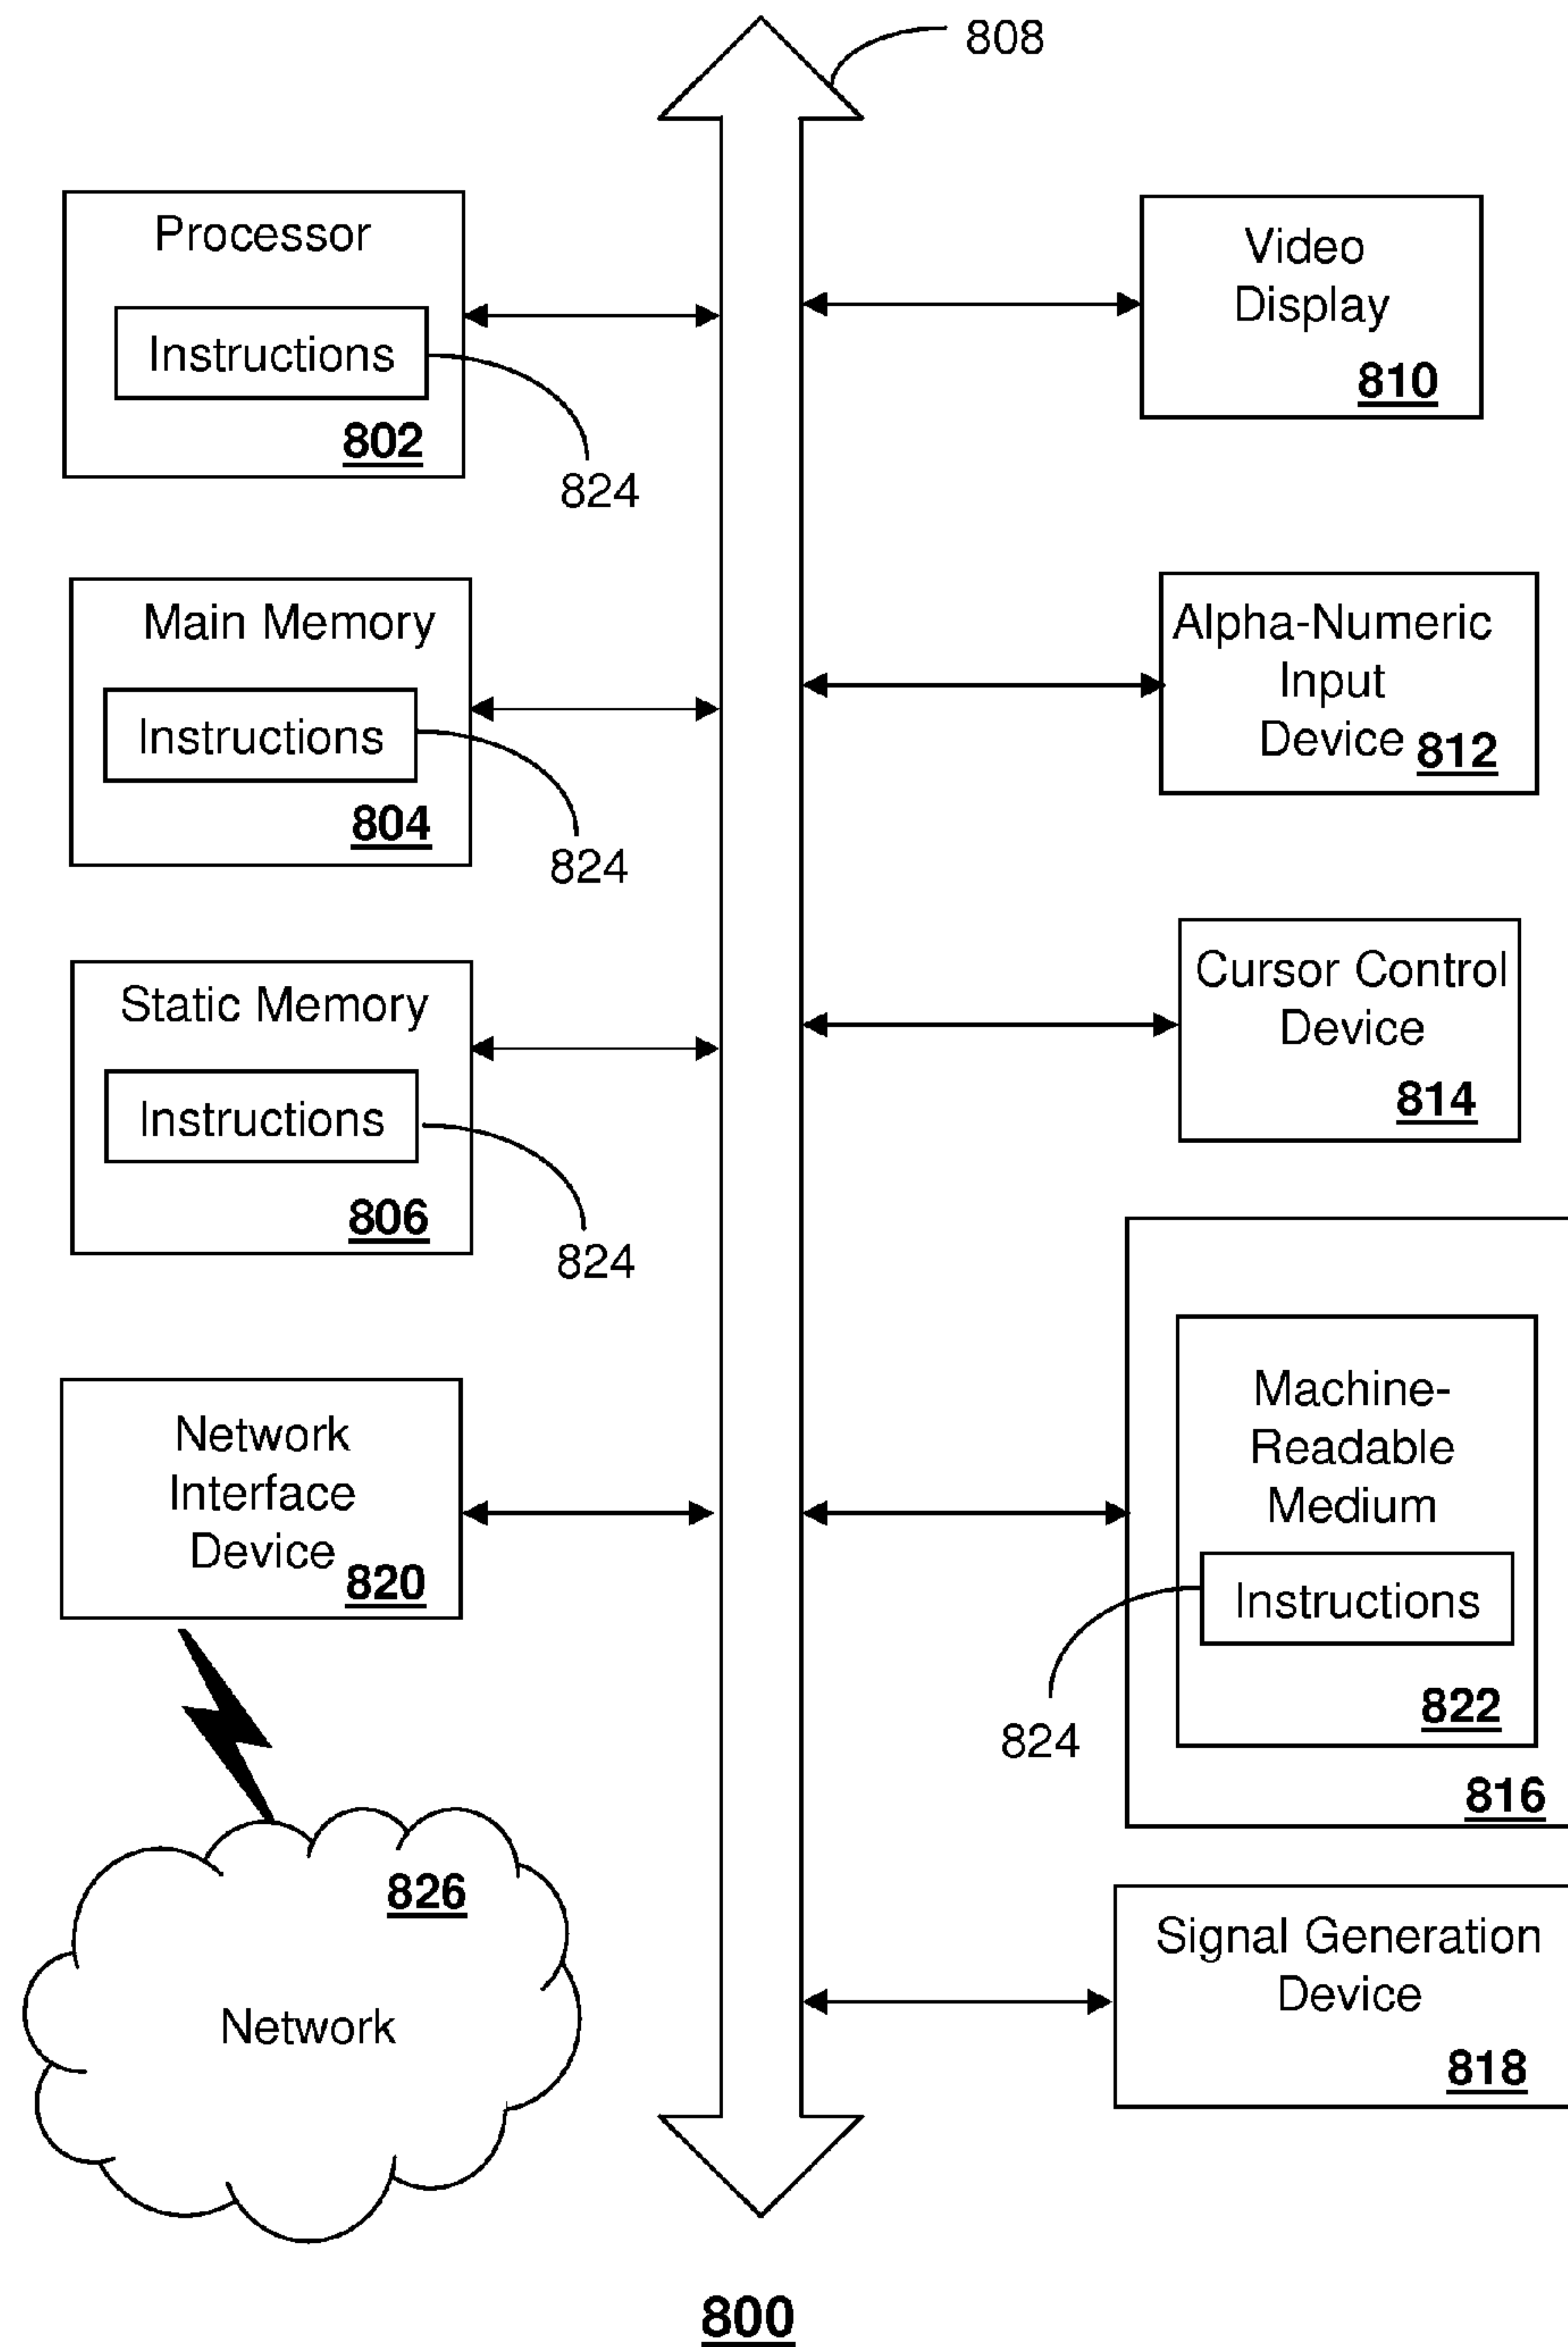 808
Processor
Instructions
802
824
Main Memory
Instructions
804
824
Static Memory
Instructions
806
824
Network
Interface
Device
820
826
Network
Video
Display
810
Alpha-Numeric
Input
Device
812
Cursor Control
Device
814
Machine-
Readable
Medium
Instructions
824
822
816
Signal Generation
Device
818
800